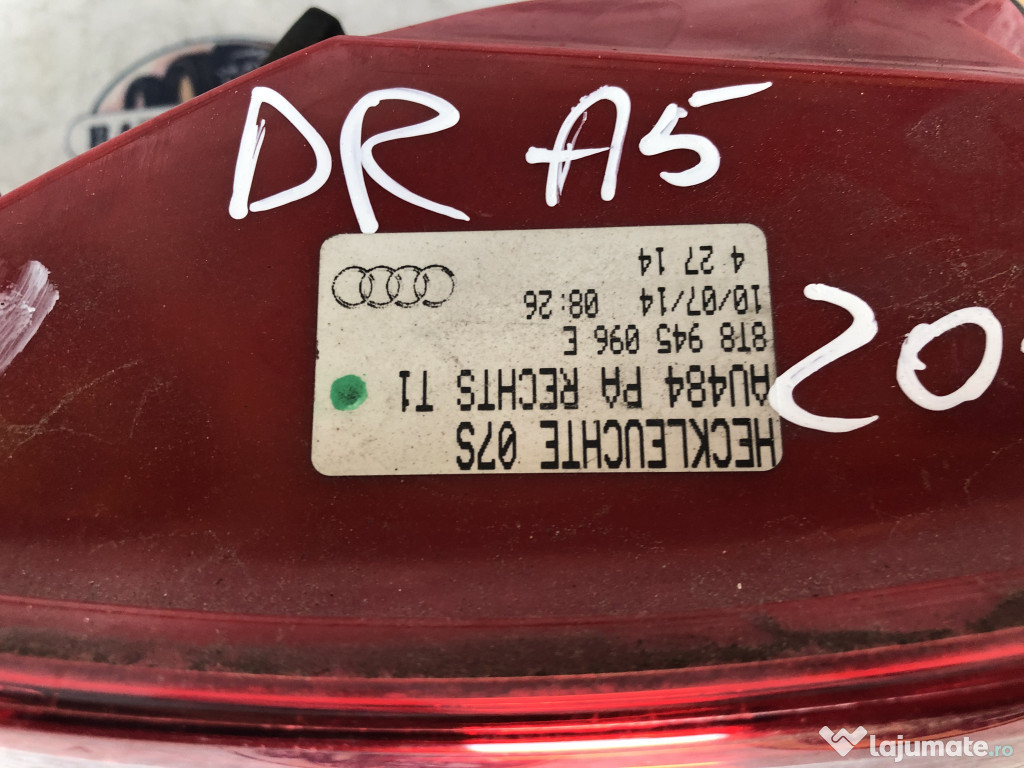 DR A5
HECKLEUCHTE 07S
AU484 PA RECHTS T1
8T8 945 096 E
10/07/14 08:26
4 27 14
20
lajumate.ro